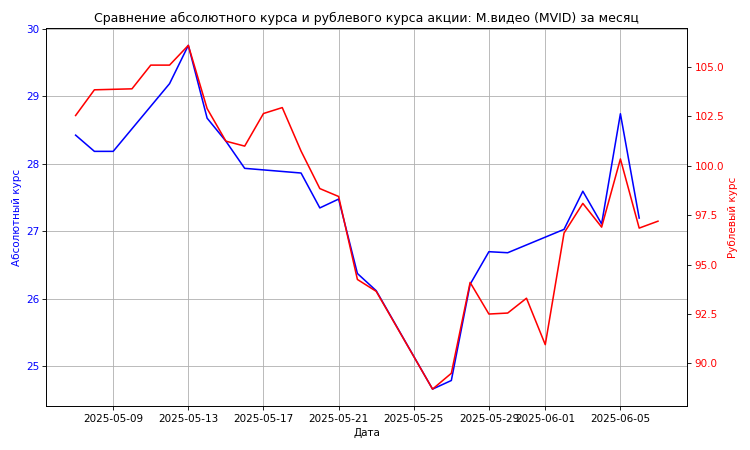 Сравнение абсолютного курса и рублевого курса акции: М.видео (MVID) за месяц
30
29
28
27
26
25
Абсолютный курс
105.0
102.5
100.0
97.5
95.0
92.5
90.0
Рублевый курс
2025-05-09 2025-05-13 2025-05-17 2025-05-21 2025-05-25 2025-05-29 2025-06-01 2025-06-05
Дата